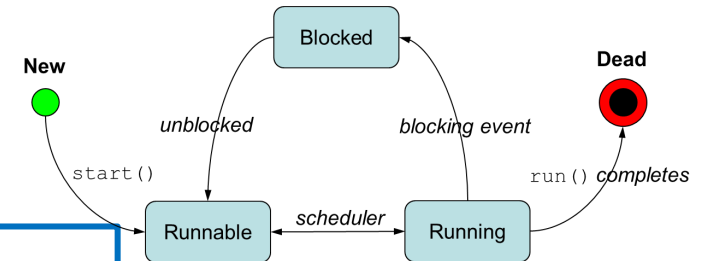 Blocked
New
Dead
unblocked
blocking event
start()
run() completes
Runnable
scheduler
Running